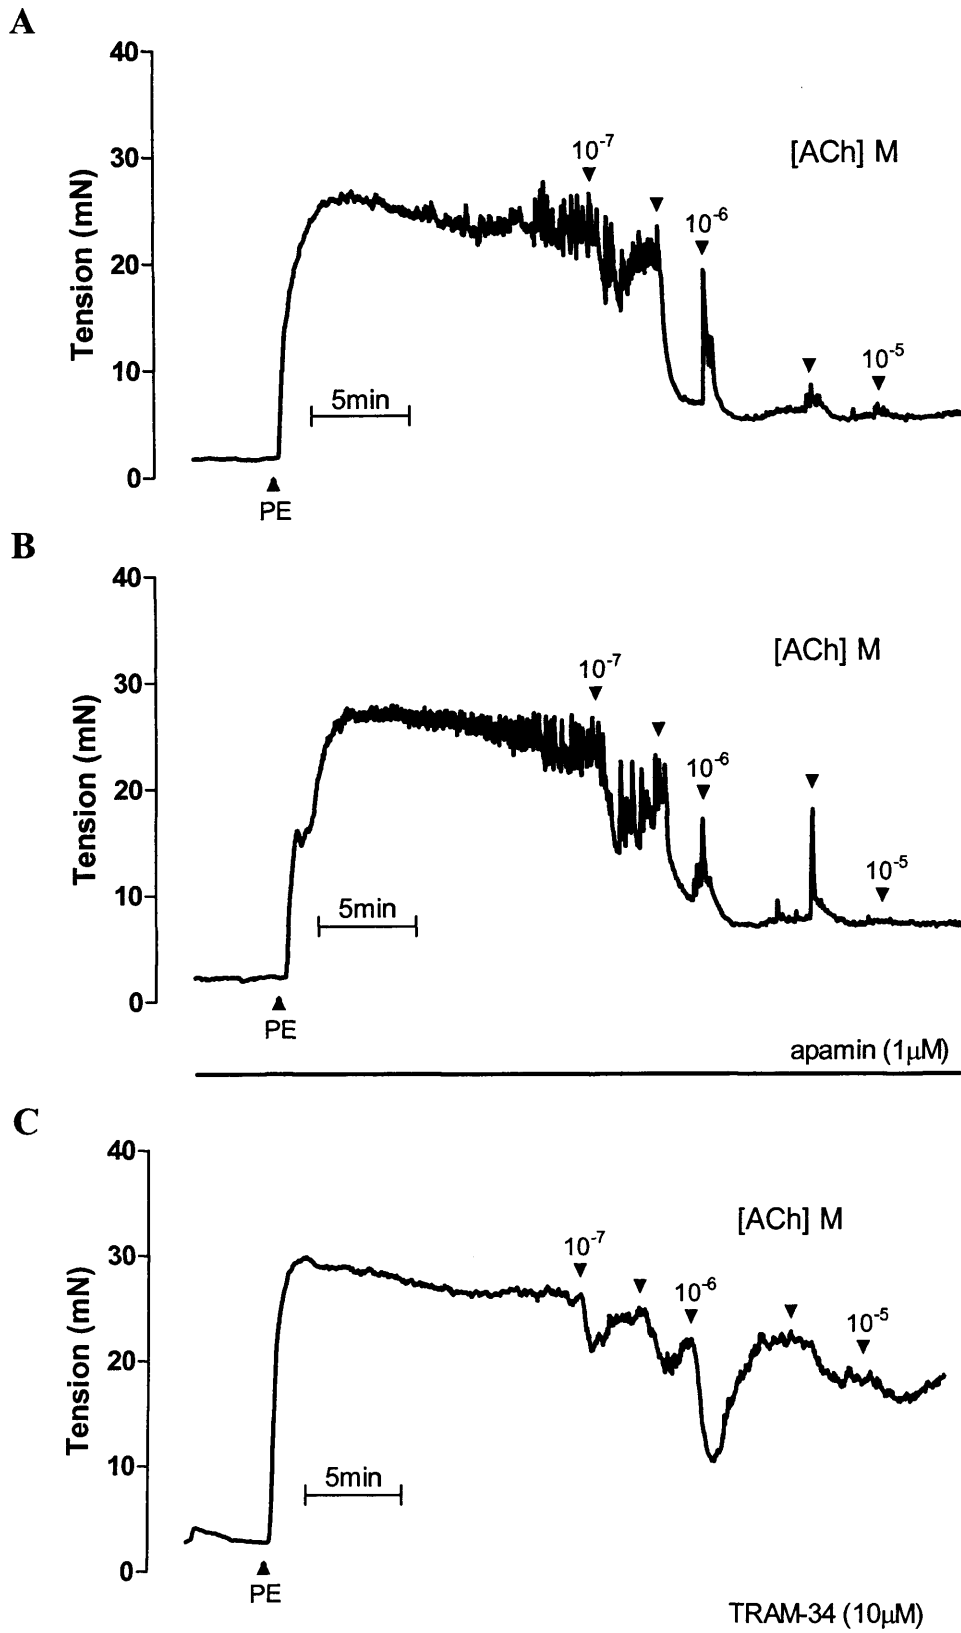 A
40
10⁻⁷
[ACh] M
30
10⁻⁶
20
Tension (mN)
10⁻⁵
10
5min
0
PE
B
40
[ACh] M
10⁻⁷
30
10⁻⁶
20
Tension (mN)
10⁻⁵
10
5min
0
PE
apamin (1µM)
C
40
[ACh] M
10⁻⁷
30
10⁻⁶
10⁻⁵
20
Tension (mN)
10
5min
0
PE
TRAM-34 (10µM)